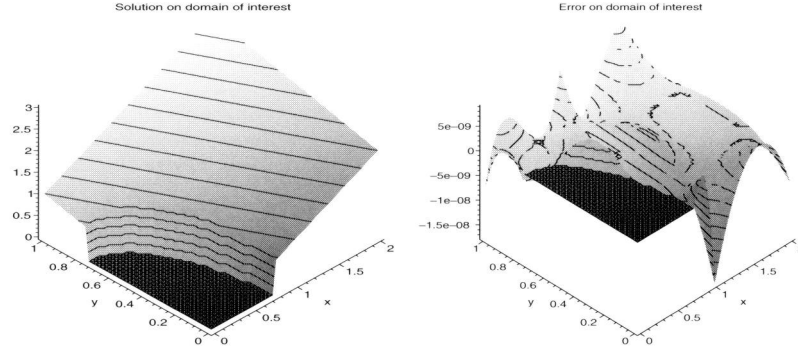 Solution on domain of interest
3
2.5
2
1.5
1
0.5
0
1
0.8
0.6
0.4
0.2
0
y
0
0.5
1
1.5
2
x
Error on domain of interest
5e−09
0
−5e−09
−1e−08
−1.5e−08
1
0.8
0.6
0.4
0.2
0
y
0
0.5
1
1.5
x